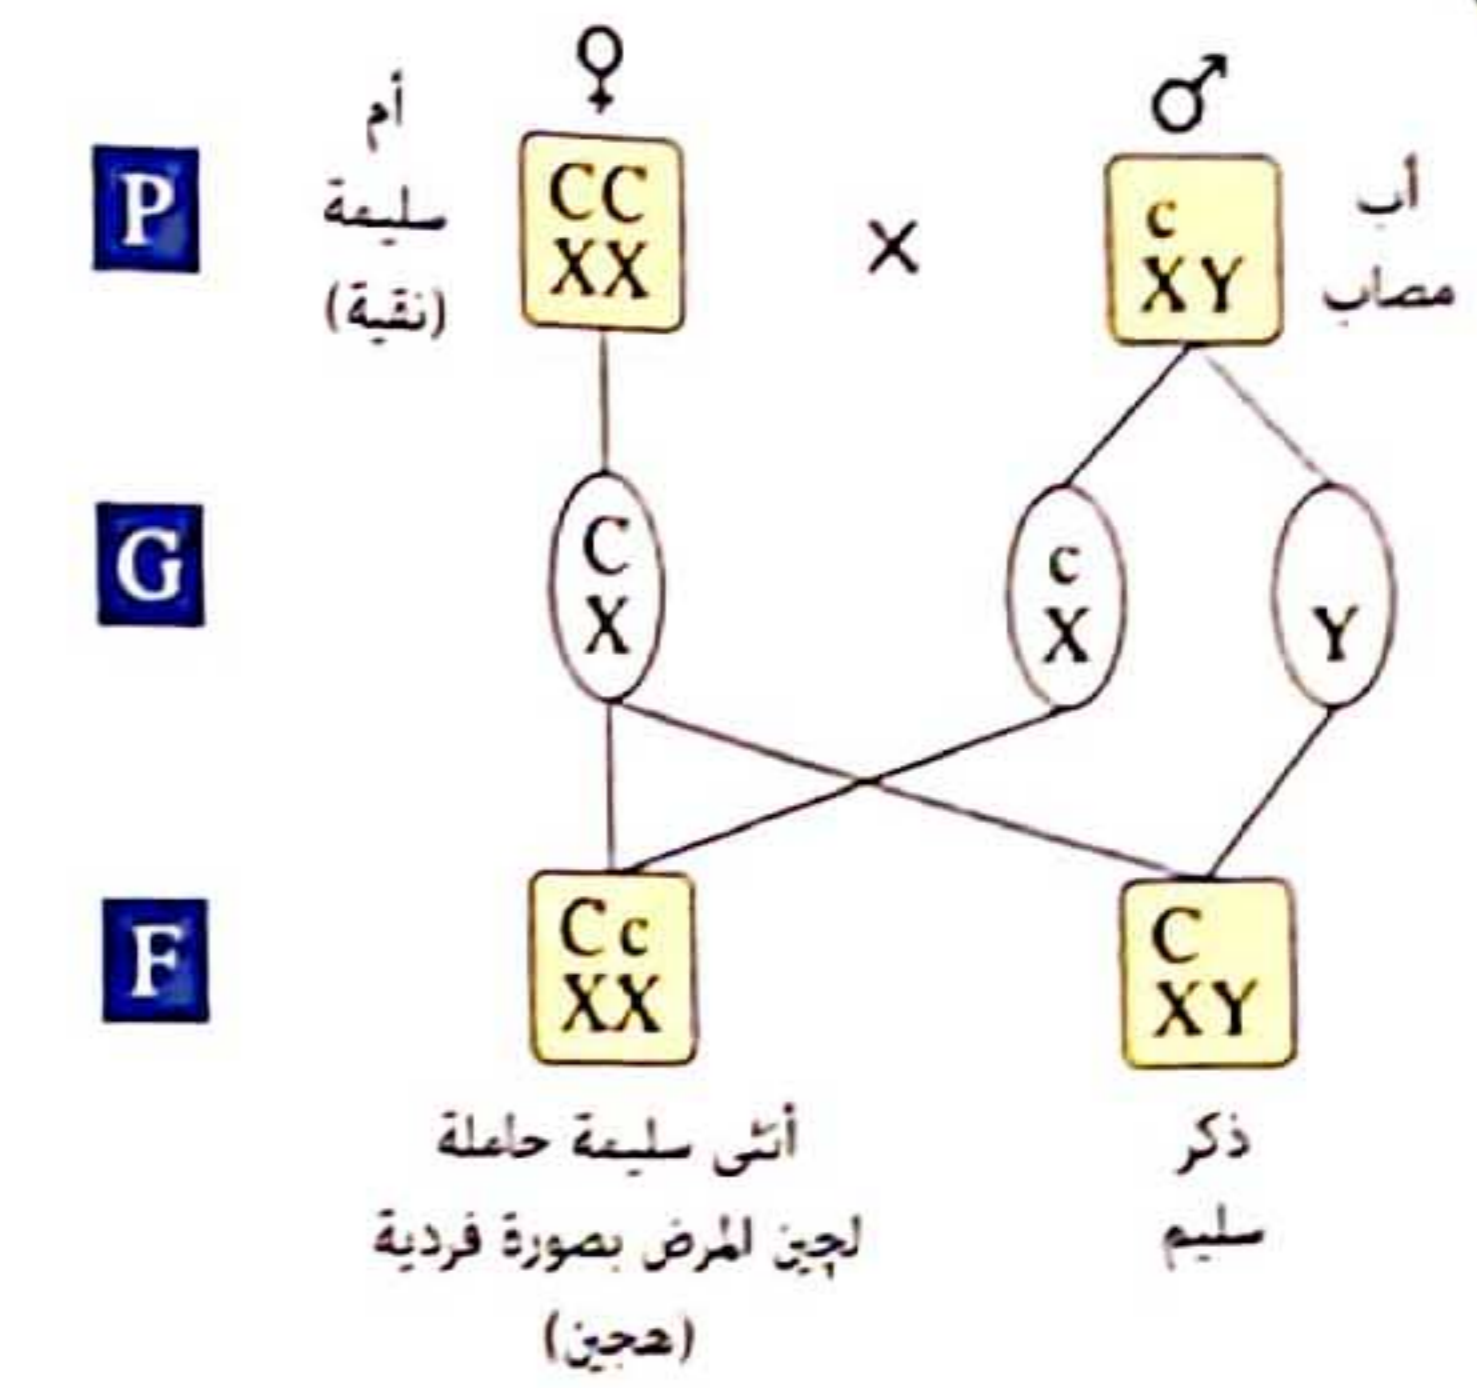 ♀ ♂
P
أم
سليمة
(نقية)
CC
XX
X
c
XY
أب
مصاب
G
C
X
c
X
Y
F
Cc
XX
C
XY
أنثى سليمة حاملة
لچين المرض بصورة فردية
(هجين)
ذكر
سليم